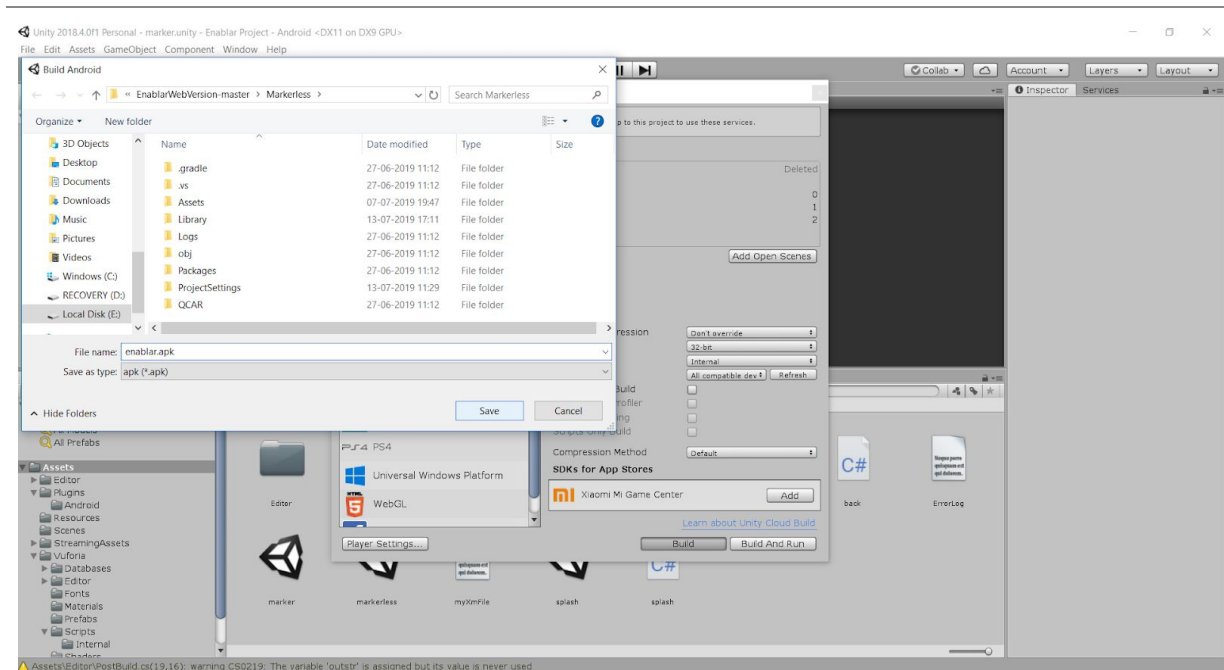 Unity 2018.4.0f1 Personal - marker.unity - Enablar Project - Android <DX11 on DX9 GPU>
File Edit Assets GameObject Component Window Help
Build Android
Collab
Account
Layers
Layout
« EnablarWebVersion-master > Markerless >
Search Markerless
Inspector
Services
Organize
New folder
p to this project to use these services.
Name
Date modified
Type
Size
3D Objects
Desktop
Documents
Downloads
Music
Pictures
Videos
Windows (C:)
RECOVERY (D:)
Local Disk (E:)
.gradle 27-06-2019 11:12 File folder
.vs 27-06-2019 11:12 File folder
Assets 07-07-2019 19:47 File folder
Library 13-07-2019 17:11 File folder
Logs 27-06-2019 11:12 File folder
obj 27-06-2019 11:12 File folder
Packages 27-06-2019 11:12 File folder
ProjectSettings 13-07-2019 11:29 File folder
QCAR 27-06-2019 11:12 File folder
Deleted
0
1
2
Add Open Scenes
File name: enablar.apk
Save as type: apk (*.apk)
Hide Folders
Save
Cancel
ression
Don't override
32-bit
Internal
All compatible dev
Refresh
Build
rofiler
ing
Scripts Only Build
Compression Method
Default
SDKs for App Stores
Xiaomi Mi Game Center
Add
Learn about Unity Cloud Build
Build
Build And Run
PS4 PS4
Universal Windows Platform
HTML
WebGL
Player Settings...
All Prefabs
Assets
Editor
Plugins
Android
Resources
Scenes
StreamingAssets
Vuforia
Databases
Editor
Fonts
Materials
Prefabs
Scripts
Internal
Shaders
Editor
C#
back
ErrorLog
marker
markerless
myXmFile
splash
C#
splash
Assets\Editor\PostBuild.cs(19,16): warning CS0219: The variable 'outstr' is assigned but its value is never used